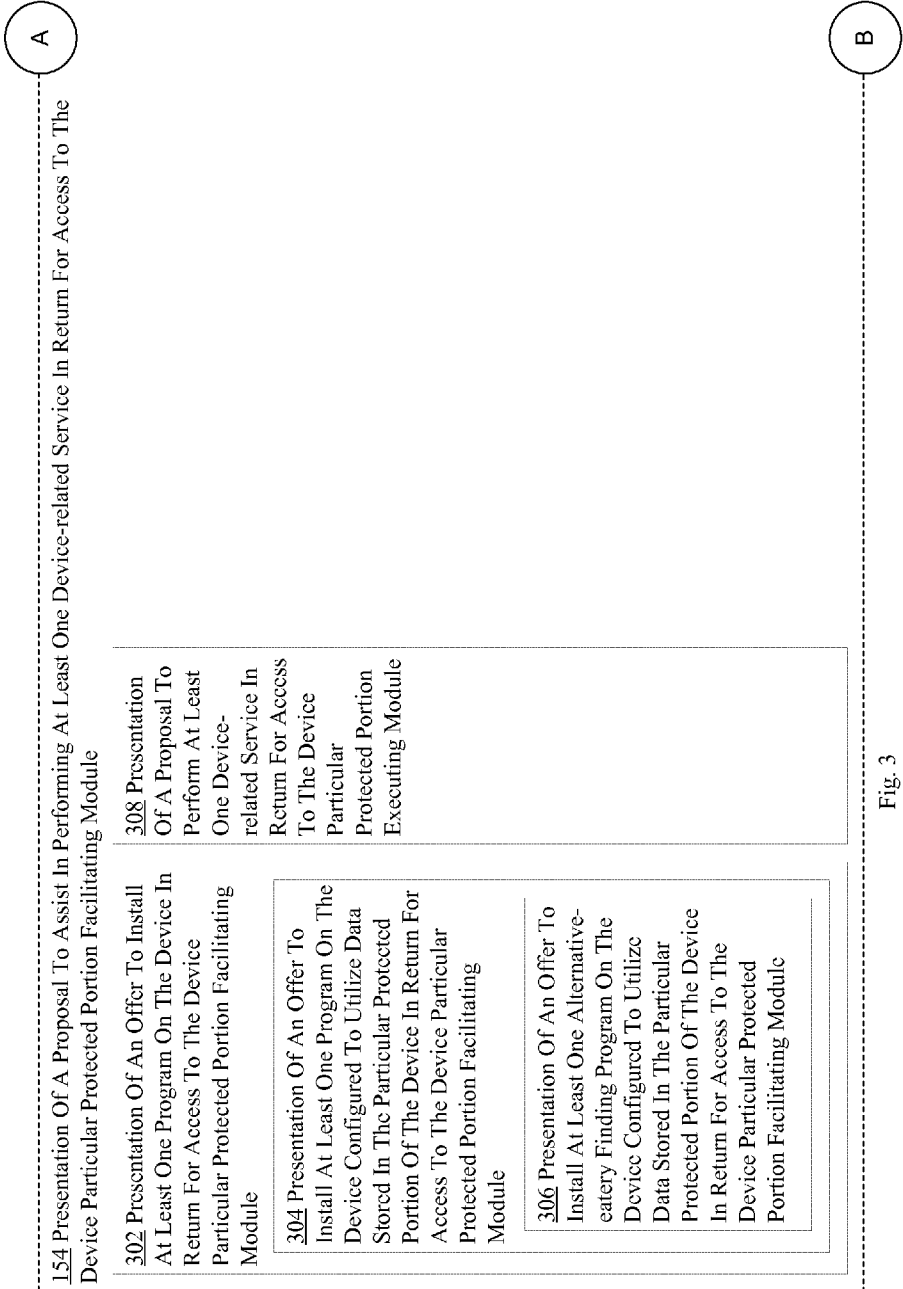 154 Presentation Of A Proposal To Assist In Performing At Least One Device-related Service In Return For Access To The
Device Particular Protected Portion Facilitating Module
302 Presentation Of An Offer To Install
At Least One Program On The Device In
Return For Access To The Device
Particular Protected Portion Facilitating
Module
304 Presentation Of An Offer To
Install At Least One Program On The
Device Configured To Utilize Data
Stored In The Particular Protected
Portion Of The Device In Return For
Access To The Device Particular
Protected Portion Facilitating
Module
306 Presentation Of An Offer To
Install At Least One Alternative-
eatery Finding Program On The
Device Configured To Utilize
Data Stored In The Particular
Protected Portion Of The Device
In Return For Access To The
Device Particular Protected
Portion Facilitating Module
308 Presentation
Of A Proposal To
Perform At Least
One Device-
related Service In
Return For Access
To The Device
Particular
Protected Portion
Executing Module
A
B
Fig. 3